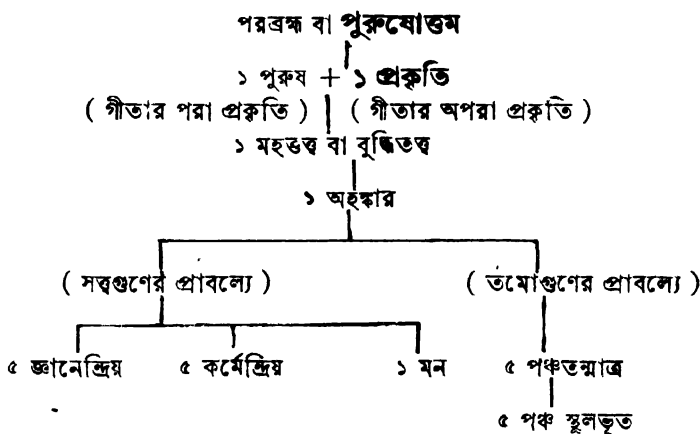 পরব্রহ্ম বা পুরুষোত্তম
১ পুরুষ + ১ প্রকৃতি
( গীতার পরা প্রকৃতি ) ( গীতার অপরা প্রকৃতি )
১ মহত্তত্ত্ব বা বুদ্ধিতত্ত্ব
১ অহঙ্কার
( সত্ত্বগুণের প্রাবল্যে ) ( তমোগুণের প্রাবল্যে )
৫ জ্ঞানেন্দ্রিয় ৫ কর্মেন্দ্রিয় ১ মন ৫ পঞ্চতন্মাত্র
৫ পঞ্চ স্থূলভূত